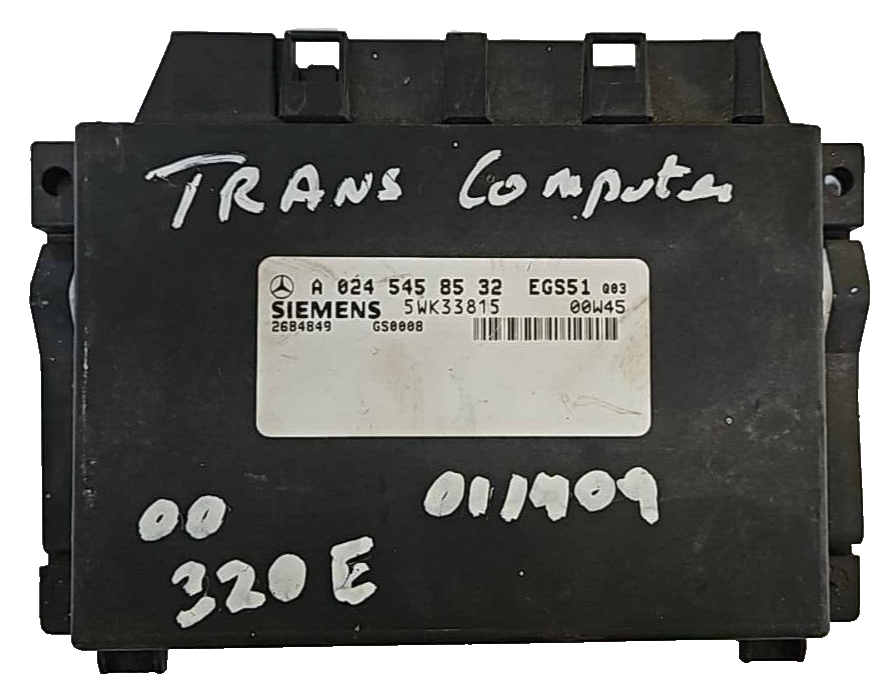 TRANS Computer
A 024 545 85 32 EGS51 Q03
SIEMENS 5WK33815 00W45
2684849 GS0008
00 011409
320E